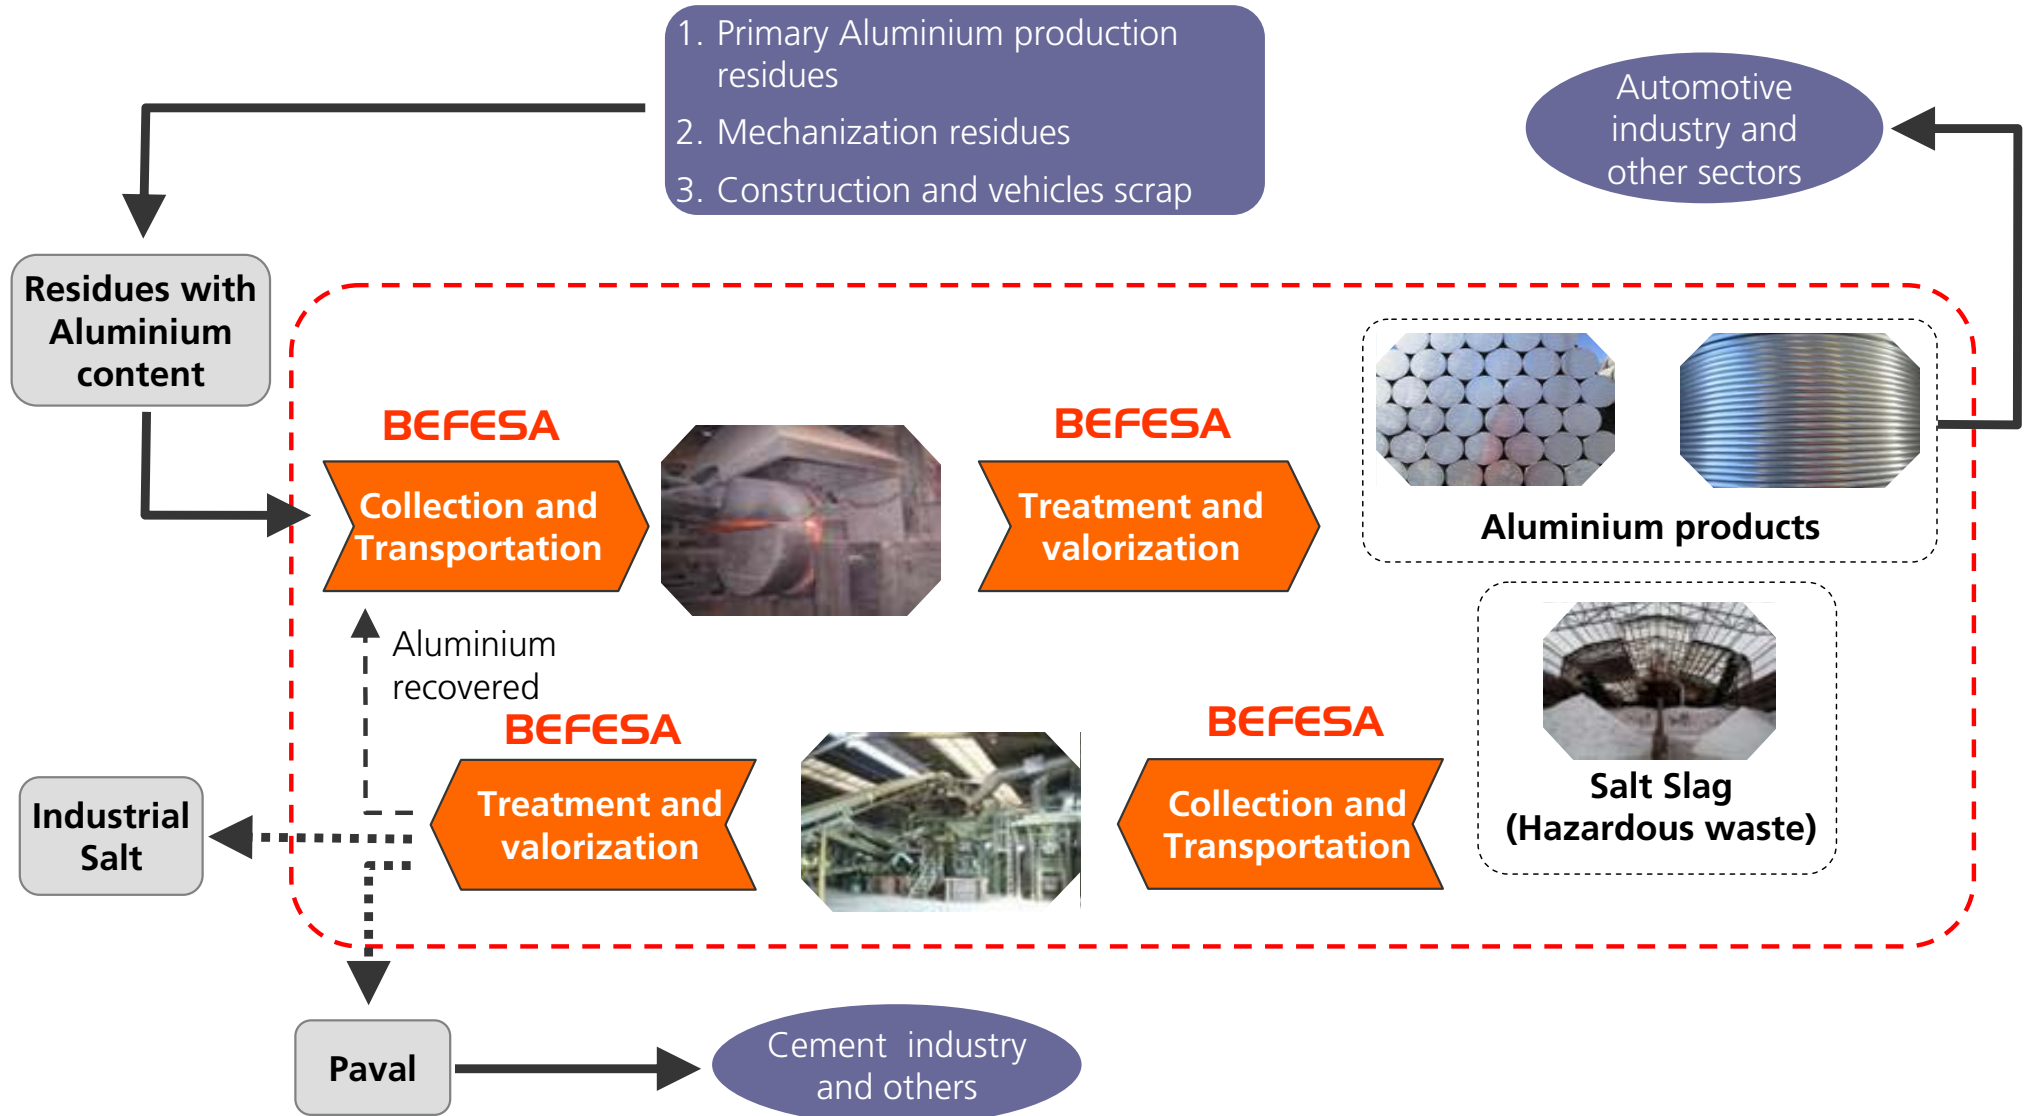 1. Primary Aluminium production
residues
2. Mechanization residues
3. Construction and vehicles scrap
Automotive
industry and
other sectors
Residues with
Aluminium
content
BEFESA
Collection and
Transportation
BEFESA
Treatment and
valorization
Aluminium products
Aluminium
recovered
BEFESA
Treatment and
valorization
BEFESA
Collection and
Transportation
Salt Slag
(Hazardous waste)
Industrial
Salt
Paval
Cement  industry
and others